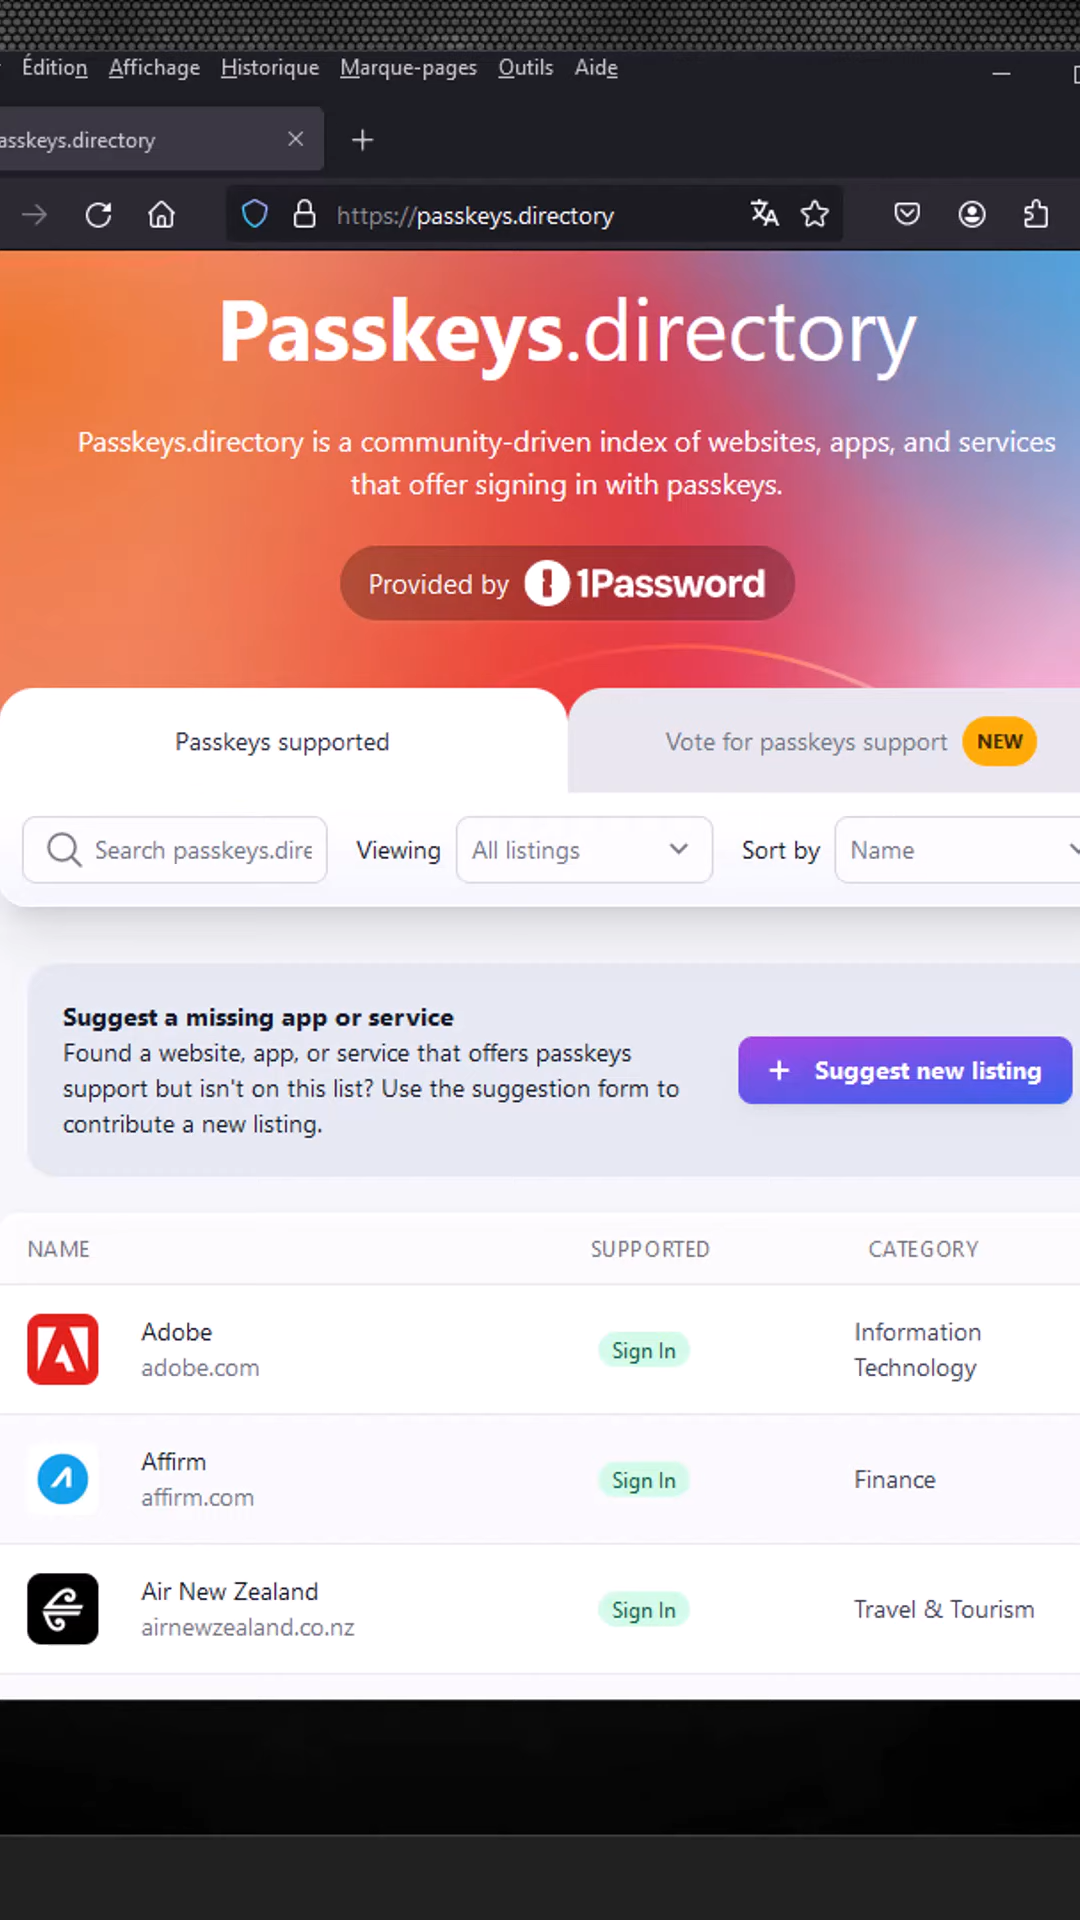 Édition Affichage Historique Marque-pages Outils Aide
asskeys.directory
https://passkeys.directory
Passkeys.directory
Passkeys.directory is a community-driven index of websites, apps, and services
that offer signing in with passkeys.
Provided by 1Password
Passkeys supported
Vote for passkeys support NEW
Search passkeys.dire
Viewing All listings
Sort by Name
Suggest a missing app or service
Found a website, app, or service that offers passkeys
support but isn't on this list? Use the suggestion form to
contribute a new listing.
+ Suggest new listing
NAME SUPPORTED CATEGORY
Adobe
adobe.com
Sign In
Information
Technology
Affirm
affirm.com
Sign In
Finance
Air New Zealand
airnewzealand.co.nz
Sign In
Travel & Tourism